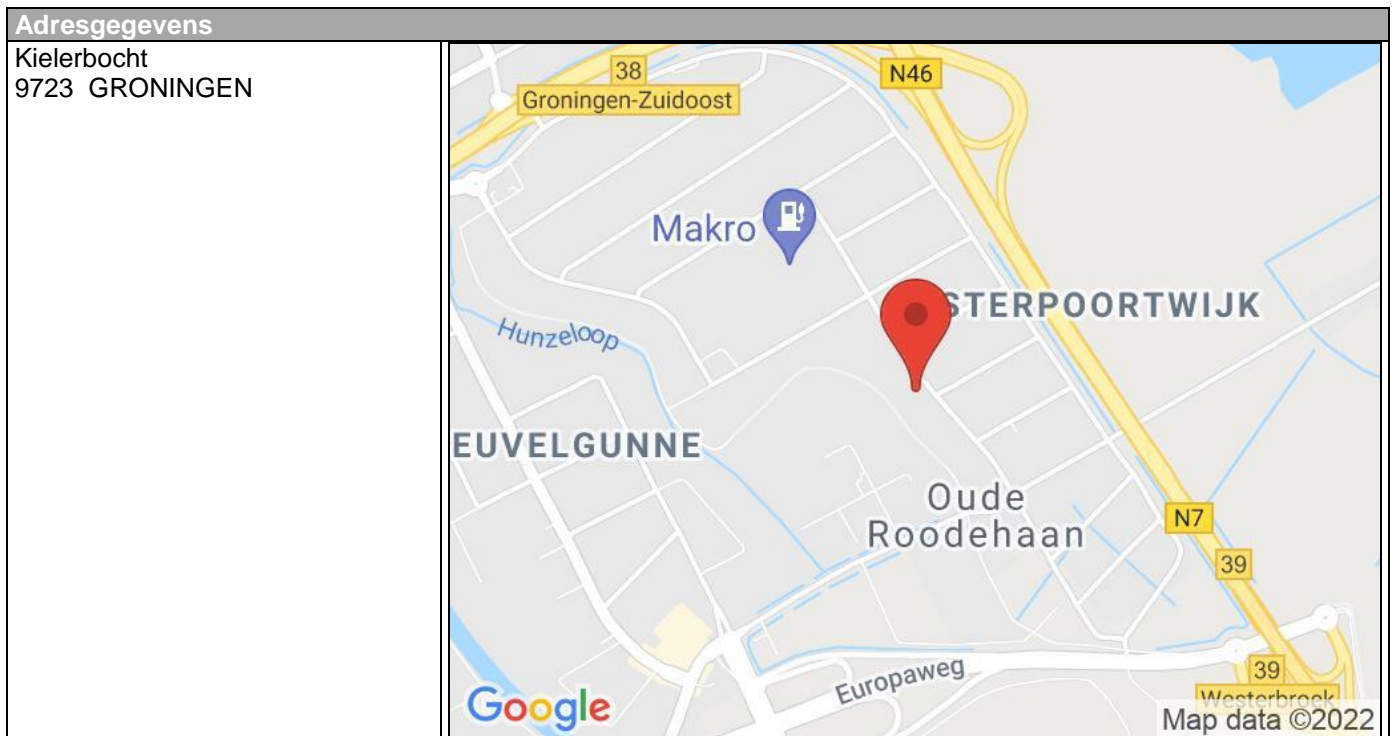 Adresgegevens
Kielerbocht
9723 GRONINGEN
38
Groningen-Zuidoost
N46
Makro
STERPOORTWIJK
Hunzeloop
EUVELGUNNE
Oude
Roodehaan
N7
39
Europaweg
39
Westerbroek
Google
Map data ©2022